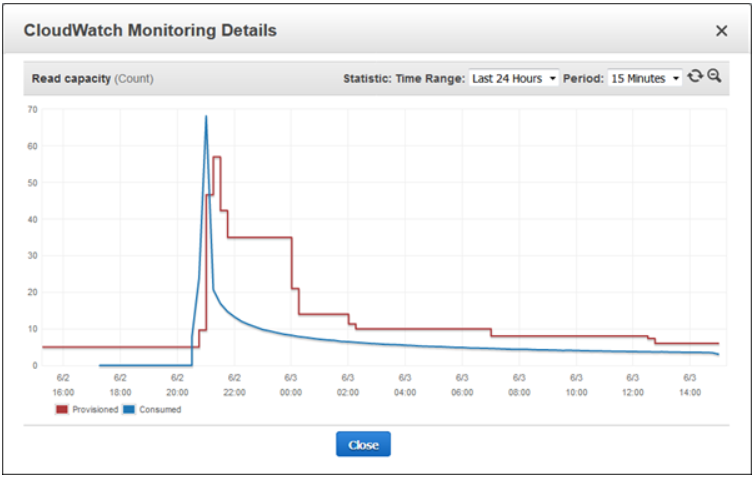 CloudWatch Monitoring Details ×
Read capacity (Count) Statistic: Time Range: Last 24 Hours Period: 15 Minutes
70
60
50
40
30
20
10
0
6/2 6/2 6/2 6/2 6/3 6/3 6/3 6/3 6/3 6/3 6/3 6/3
16:00 18:00 20:00 22:00 00:00 02:00 04:00 06:00 08:00 10:00 12:00 14:00
Provisioned Consumed
Close